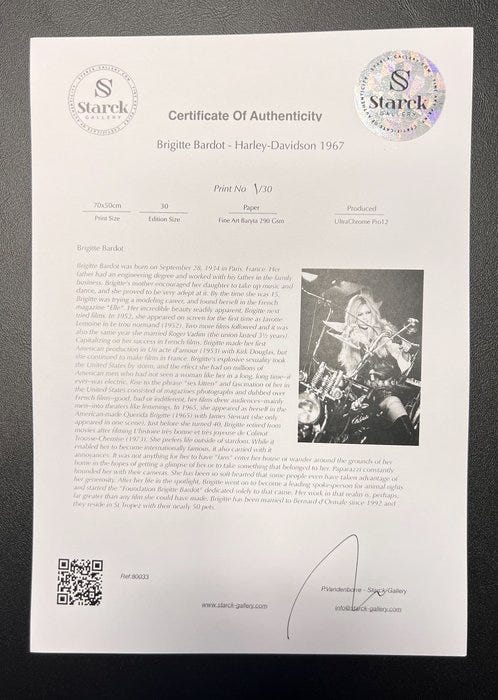 STARCK-GALLERY.COM
Starck
GALLERY
Starck
GALLERY
Certificate Of Authenticity
Brigitte Bardot - Harley-Davidson 1967
Print No 1/30
70x50cm
Print Size
30
Edition Size
Paper
Fine Art Baryta 290 Gsm
Produced
UltraChrome Pro12
Brigitte Bardot
Brigitte Bardot was born on September 28, 1934 in Paris, France. Her
father had an engineering degree and worked with his father in the family
business. Brigitte's mother encouraged her daughter to take up music and
dance, and she proved to be very adept at it. By the time she was 15,
Brigitte was trying a modeling career, and found herself in the French
magazine "Elle". Her incredible beauty readily apparent, Brigitte next
tried films. In 1952, she appeared on screen for the first time as Javotte
Lemoine in Le trou normand (1952). Two more films followed and it was
also the same year she married Roger Vadim (the union lasted 3½ years).
Capitalizing on her success in French films, Brigitte made her first
American production in Un acte d'amour (1953) with Kirk Douglas, but
she continued to make films in France. Brigitte's explosive sexuality took
the United States by storm, and the effect she had on millions of
American men who had not seen a woman like her in a long, long time--if
ever--was electric. Rise to the phrase "sex kitten" and fascination of her in
the United States consisted of magazines photographs and dubbed over
French films--good, bad or indifferent, her films drew audiences--mainly
men--into theaters like lemmings. In 1965, she appeared as herself in the
American-made Querida Brigitte (1965) with James Stewart (she only
appeared in one scene). Just before she turned 40, Brigitte retired from
movies after filming L'histoire très bonne et très joyeuse de Colinot
Trousse-Chemise (1973). She prefers life outside of stardom. While it
enabled her to become internationally famous, it also carried with it
annoyances. It was not anything for her to have "fans" enter her house or wander around the grounds of her
home in the hopes of getting a glimpse of her or to take something that belonged to her. Paparazzi constantly
hounded her with their cameras. She has been so soft-hearted that some people even have taken advantage of
her generosity. After her life in the spotlight, Brigitte went on to become a leading spoke-person for animal rights
and started the "Foundation Brigitte Bardot" dedicated solely to that cause. Her work in that realm is, perhaps,
far greater than any film she could have made. Brigitte has been married to Bernard d'Ormale since 1992 and
they reside in St Tropez with their nearly 50 pets.
Ref.80033
P.Vandenborre - Starck-Gallery
www.starck-gallery.com
info@starck-gallery.com